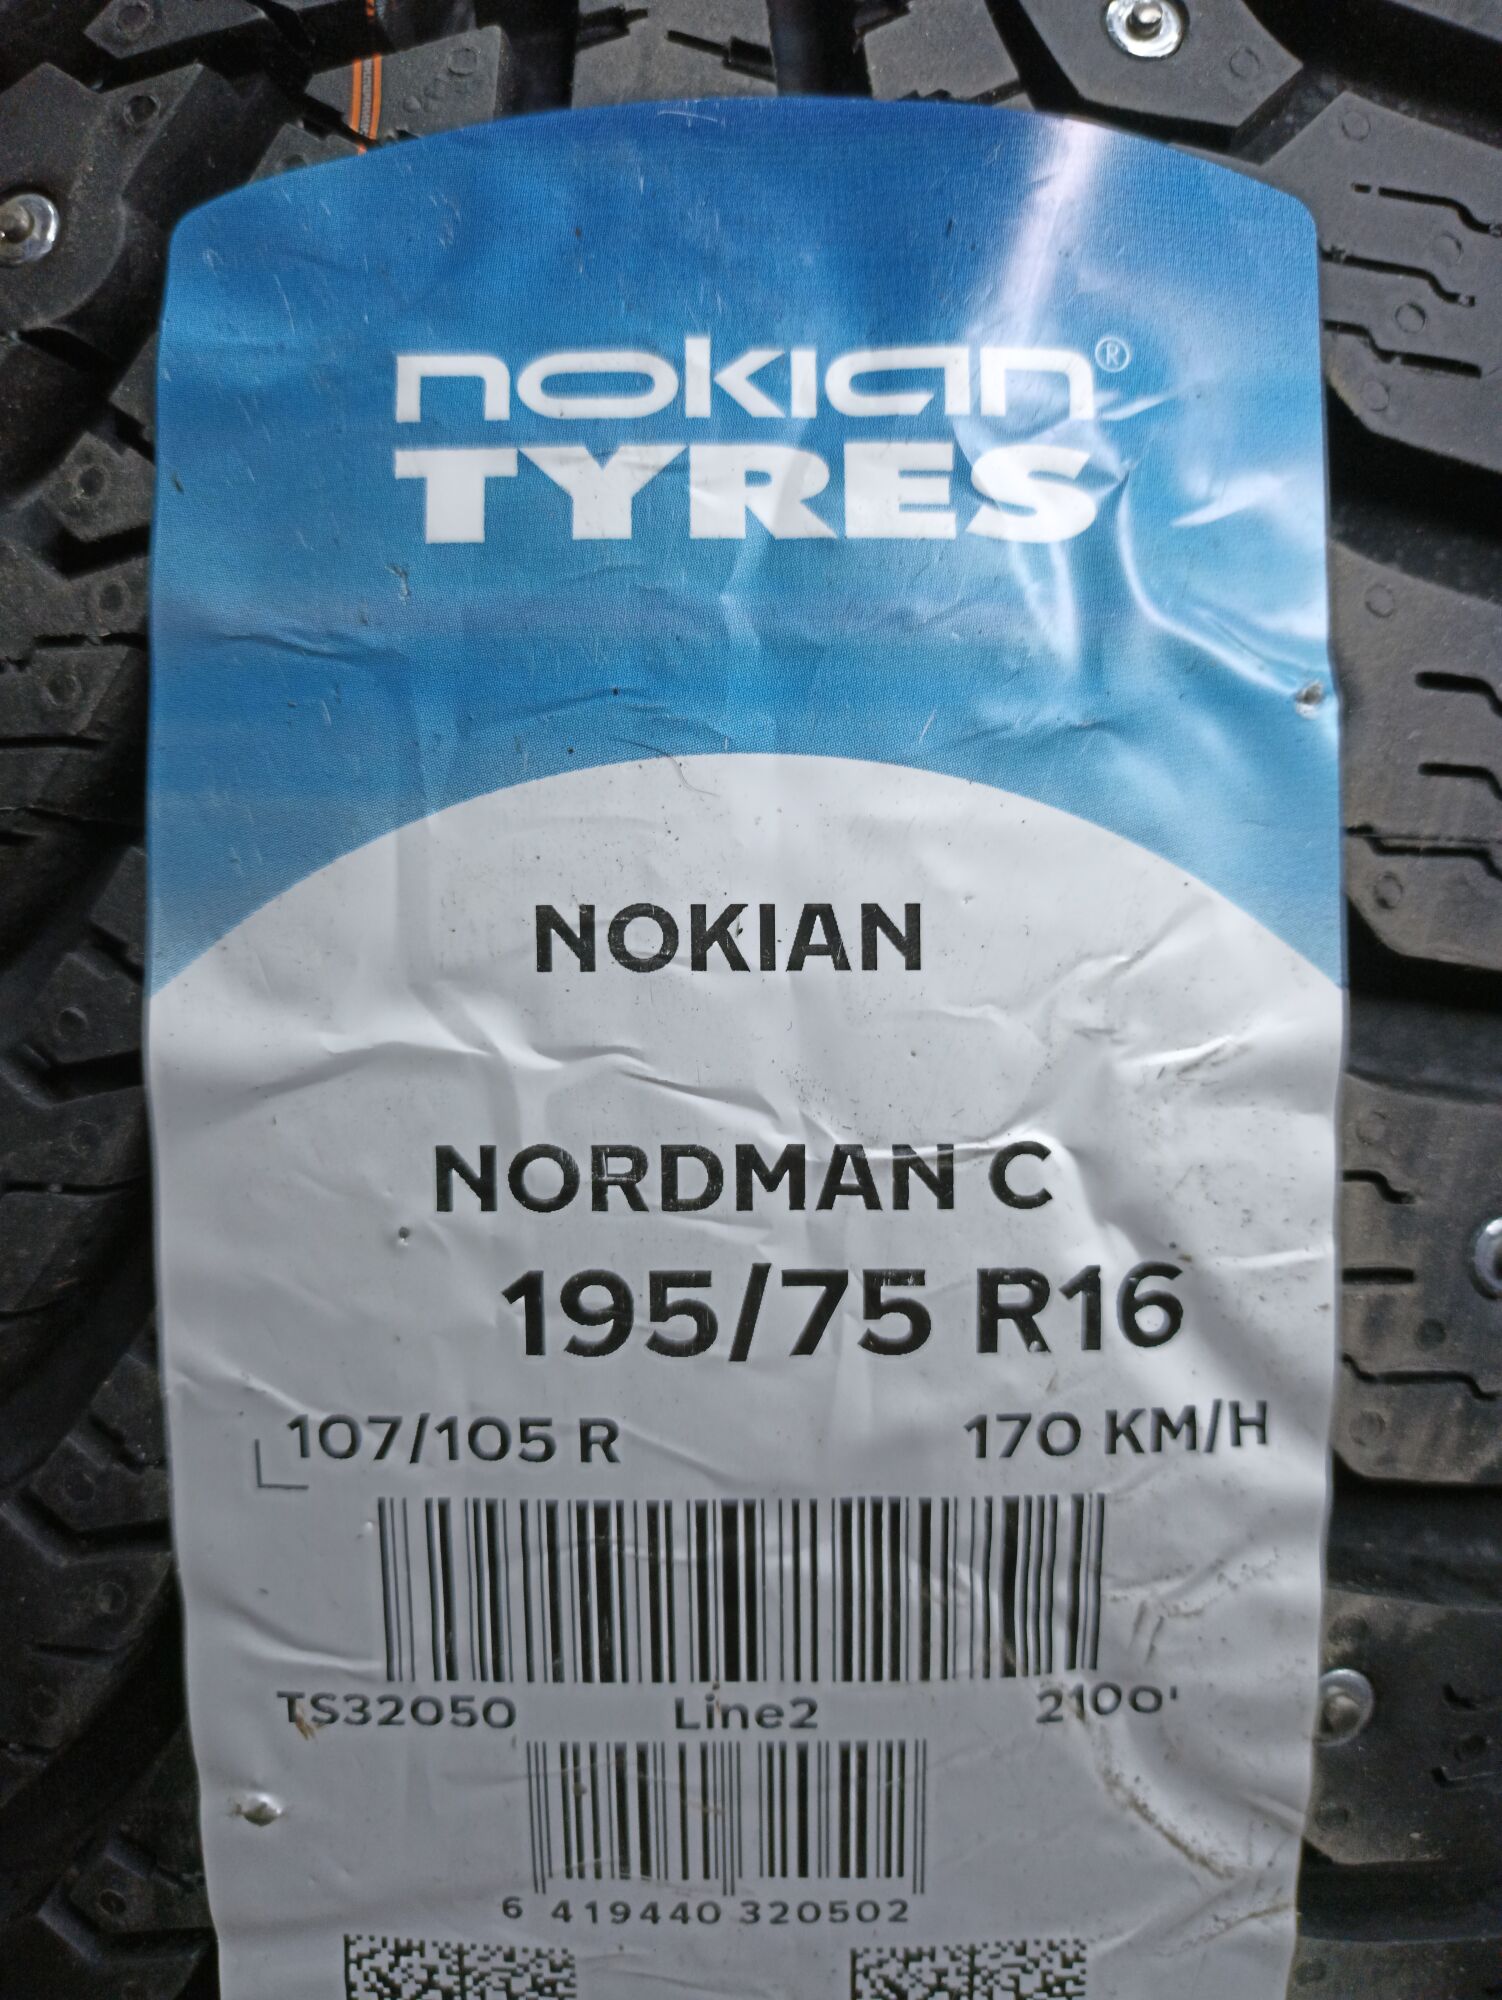 nokian®
TYRES
NOKIAN
NORDMAN C
195/75 R16
107/105 R 170 KM/H
TS32050 Line2 2100'
6 419440 320502